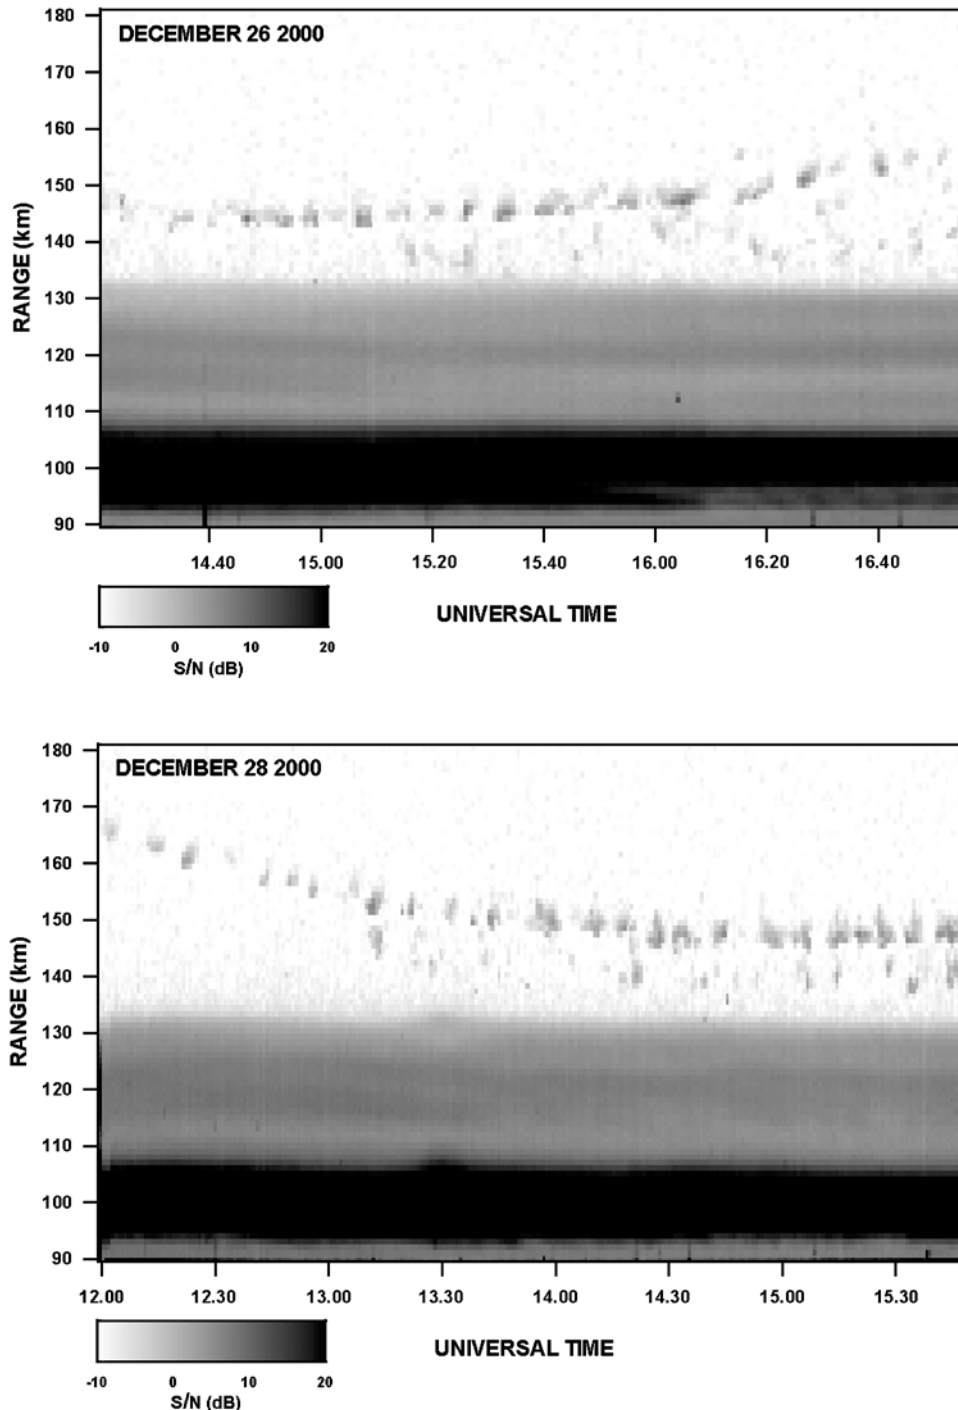 DECEMBER 26 2000
180
170
160
150
140
130
120
110
100
90
RANGE (km)
14.40 15.00 15.20 15.40 16.00 16.20 16.40
UNIVERSAL TIME
-10 0 10 20
S/N (dB)
DECEMBER 28 2000
180
170
160
150
140
130
120
110
100
90
RANGE (km)
12.00 12.30 13.00 13.30 14.00 14.30 15.00 15.30
UNIVERSAL TIME
-10 0 10 20
S/N (dB)